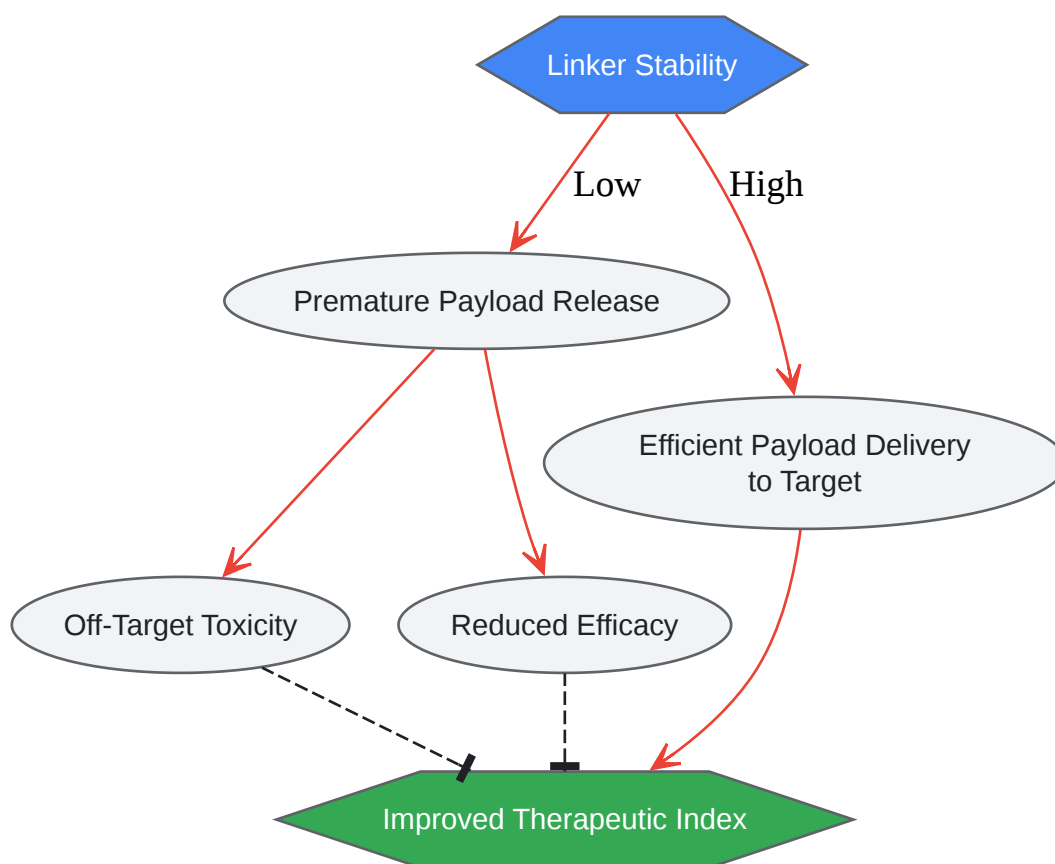 Linker Stability
Low
High
Premature Payload Release
Efficient Payload Delivery
to Target
Off-Target Toxicity
Reduced Efficacy
Improved Therapeutic Index